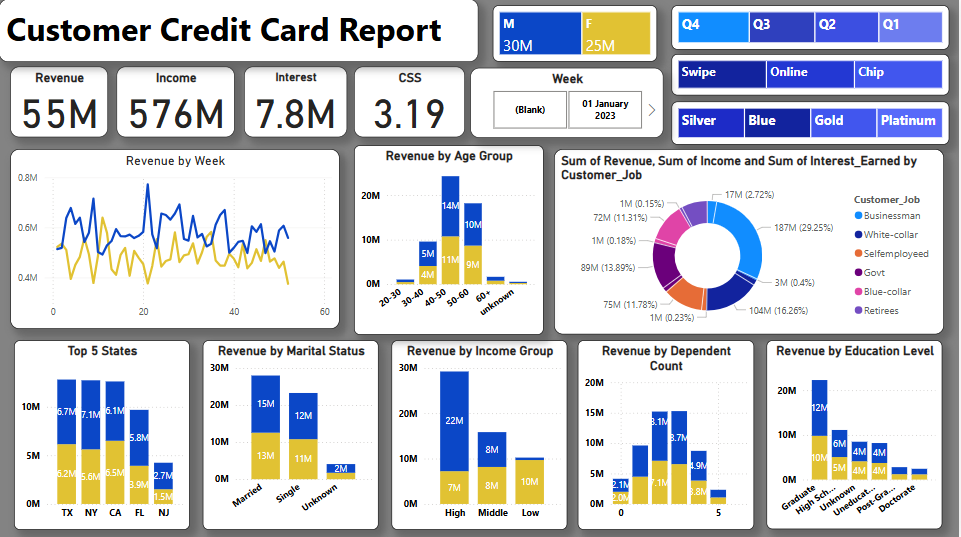 Customer Credit Card Report
M
30M
F
25M
Q4
Q3
Q2
Q1
Revenue
55M
Income
576M
Interest
7.8M
CSS
3.19
Week
(Blank)
01 January
2023
Swipe
Online
Chip
Silver
Blue
Gold
Platinum
Revenue by Week
0.8M
0.6M
0.4M
0
20
40
60
Revenue by Age Group
20M
10M
0M
5M
4M
14M
11M
10M
9M
20-30
30-40
40-50
50-60
60+
unknown
Sum of Revenue, Sum of Income and Sum of Interest_Earned by
Customer_Job
17M (2.72%)
187M (29.25%)
3M (0.4%)
104M (16.26%)
1M (0.23%)
75M (11.78%)
89M (13.89%)
1M (0.18%)
72M (11.31%)
1M (0.15%)
Customer_Job
Businessman
White-collar
Selfemployeed
Govt
Blue-collar
Retirees
Top 5 States
10M
5M
0M
6.7M
7.1M
6.1M
5.8M
2.7M
6.2M
5.6M
6.5M
3.9M
1.5M
TX
NY
CA
FL
NJ
Revenue by Marital Status
30M
20M
10M
0M
15M
12M
2M
13M
11M
Married
Single
Unknown
Revenue by Income Group
30M
20M
10M
0M
22M
8M
7M
8M
10M
High
Middle
Low
Revenue by Dependent
Count
20M
15M
10M
5M
0M
2.1M
2.0M
8.1M
7.1M
8.7M
4.9M
3.8M
0
5
Revenue by Education Level
20M
10M
0M
12M
6M
4M
4M
10M
5M
4M
4M
Graduate
High Sch...
Unknown
Uneducat...
Post-Gra...
Doctorate